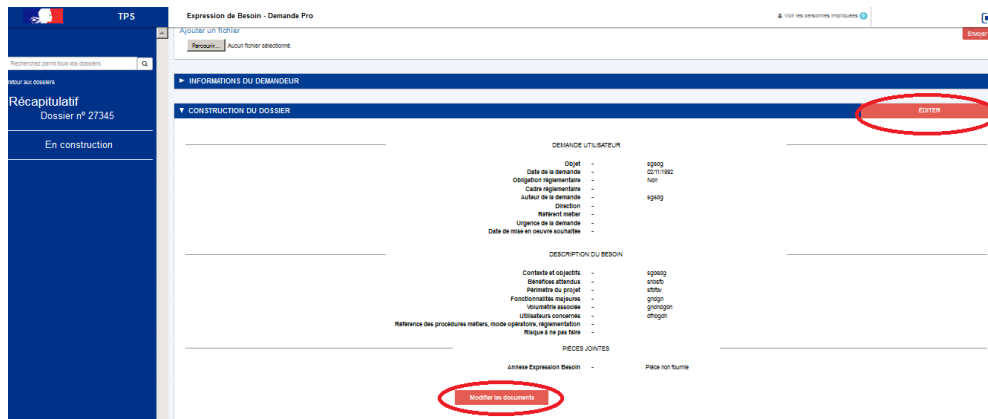 TPS
Expression de Besoin - Demande Pro
Voir les personnes impliquées 0
Ajouter un fichier
Parcourir... Aucun fichier sélectionné.
Envoyer
Recherchez parmi tous vos dossiers
retour aux dossiers
Récapitulatif
Dossier nº 27345
En construction
► INFORMATIONS DU DEMANDEUR
▼ CONSTRUCTION DU DOSSIER
ÉDITER
DEMANDE UTILISATEUR
Objet -
Date de la demande - 02/11/1992
Obligation réglementaire - Non
Cadre réglementaire -
Auteur de la demande -
Direction -
Référent métier -
Urgence de la demande -
Date de mise en oeuvre souhaitée -
DESCRIPTION DU BESOIN
Contexte et objectifs -
Bénéfices attendus -
Périmètre du projet -
Fonctionnalités majeures - gndgn
Volumétrie associée -
Utilisateurs concernés -
Référence des procédures métiers, mode opératoire, réglementation -
Risque à ne pas faire -
PIÈCES JOINTES
Annexe Expression Besoin - Pièce non fournie
Modifier les documents